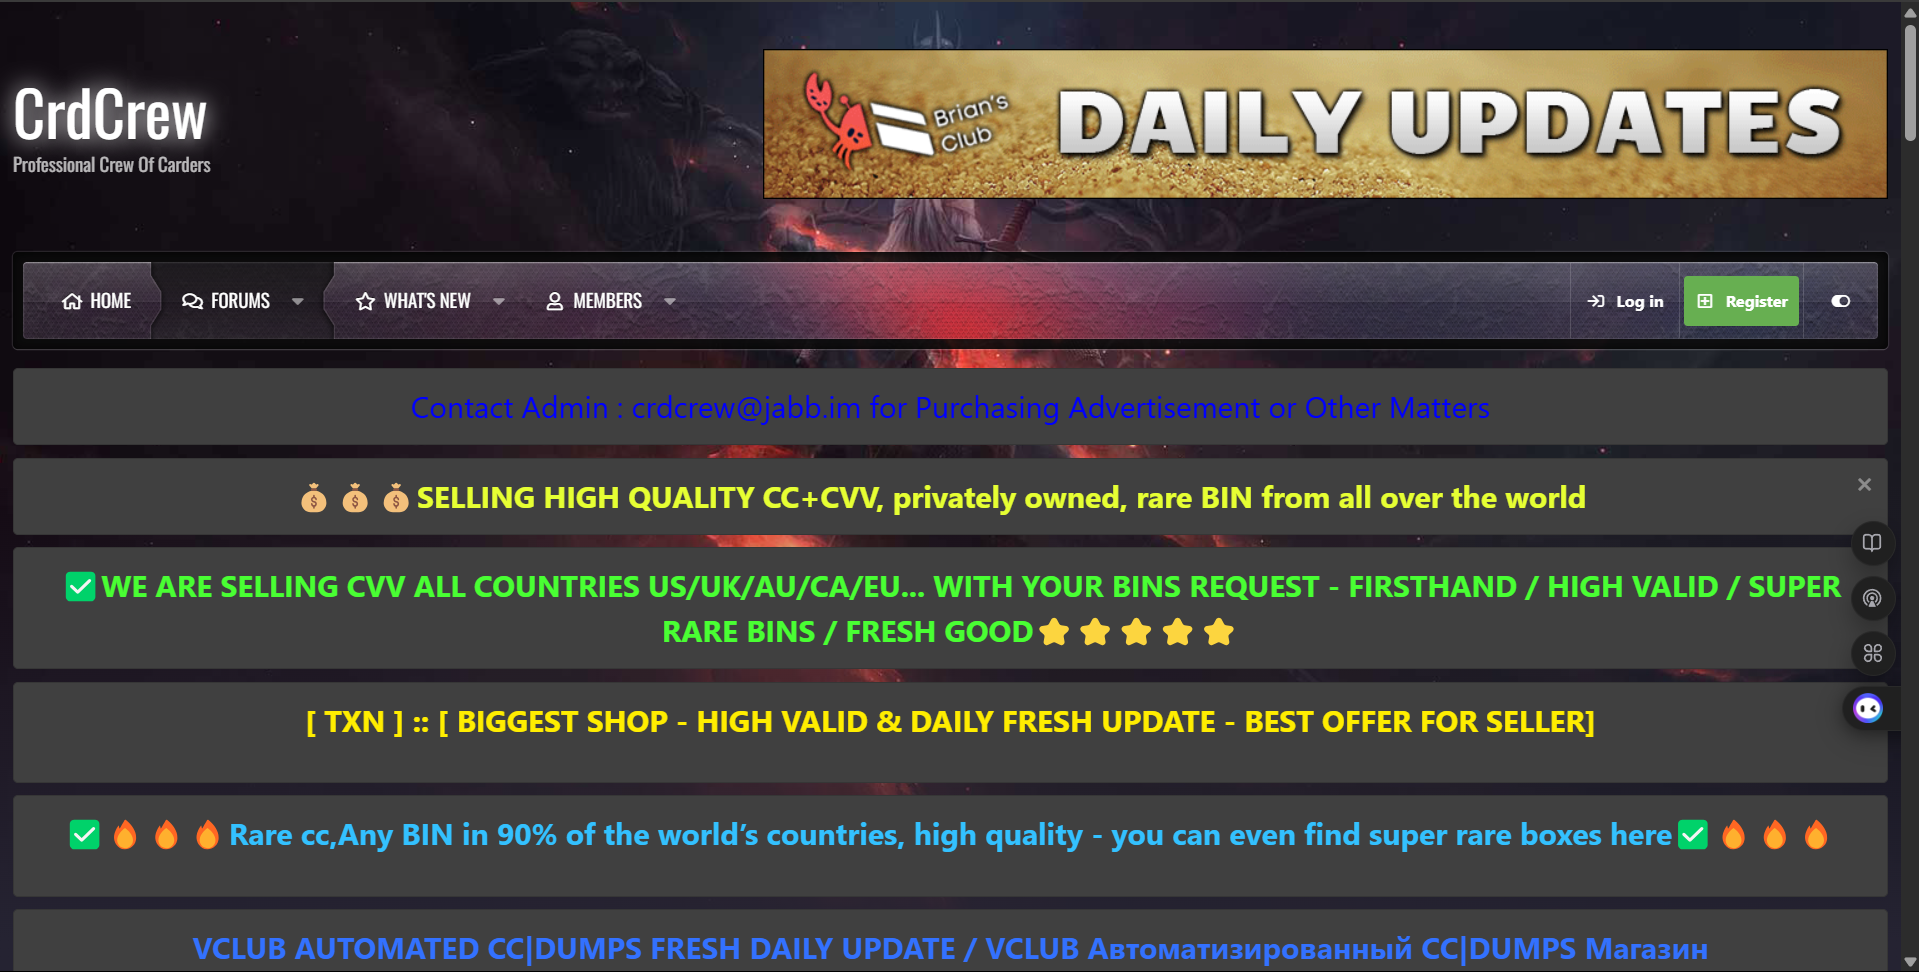 CrdCrew
Professional Crew Of Carders
Brian's
Club
DAILY UPDATES
HOME
FORUMS
WHAT'S NEW
MEMBERS
Log in
Register
Contact Admin : crdcrew@jabb.im for Purchasing Advertisement or Other Matters
💰 💰 💰 SELLING HIGH QUALITY CC+CVV, privately owned, rare BIN from all over the world
✅ WE ARE SELLING CVV ALL COUNTRIES US/UK/AU/CA/EU... WITH YOUR BINS REQUEST - FIRSTHAND / HIGH VALID / SUPER
RARE BINS / FRESH GOOD ⭐ ⭐ ⭐ ⭐ ⭐
[ TXN ] :: [ BIGGEST SHOP - HIGH VALID & DAILY FRESH UPDATE - BEST OFFER FOR SELLER]
✅ 🔥 🔥 🔥 Rare cc,Any BIN in 90% of the world’s countries, high quality - you can even find super rare boxes here ✅ 🔥 🔥 🔥
VCLUB AUTOMATED CC|DUMPS FRESH DAILY UPDATE / VCLUB Автоматизированный CC|DUMPS Магазин